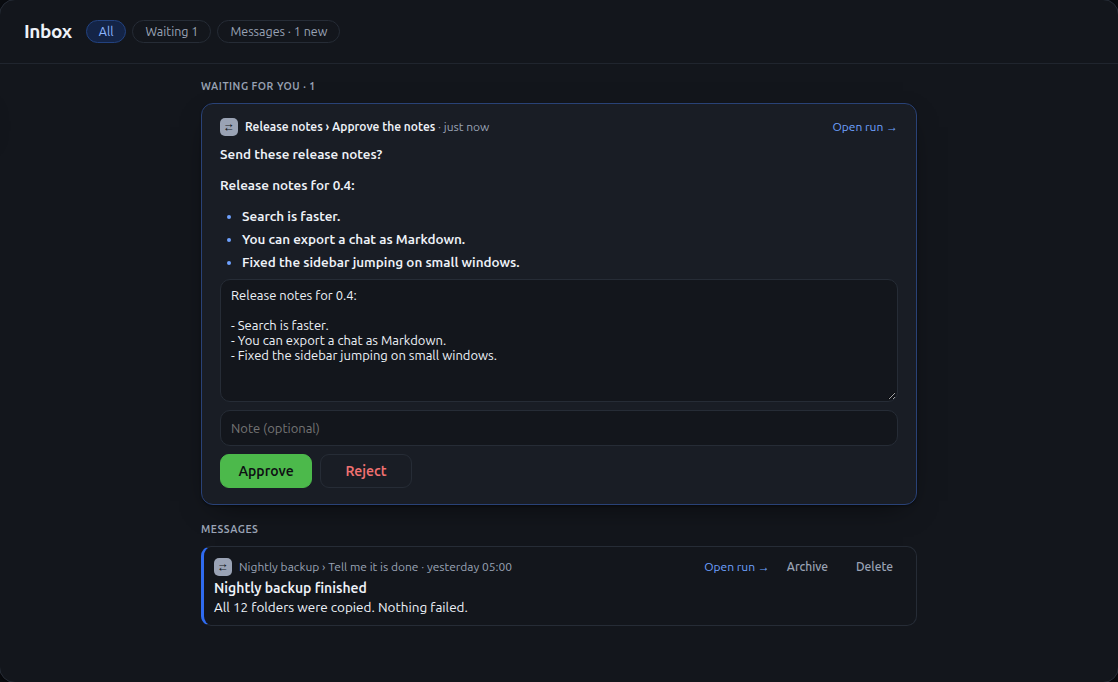 Inbox All Waiting 1 Messages · 1 new
WAITING FOR YOU · 1
Release notes › Approve the notes · just now Open run →
Send these release notes?
Release notes for 0.4:
• Search is faster.
• You can export a chat as Markdown.
• Fixed the sidebar jumping on small windows.
Release notes for 0.4:
- Search is faster.
- You can export a chat as Markdown.
- Fixed the sidebar jumping on small windows.
Note (optional)
Approve Reject
MESSAGES
Nightly backup › Tell me it is done · yesterday 05:00 Open run → Archive Delete
Nightly backup finished
All 12 folders were copied. Nothing failed.